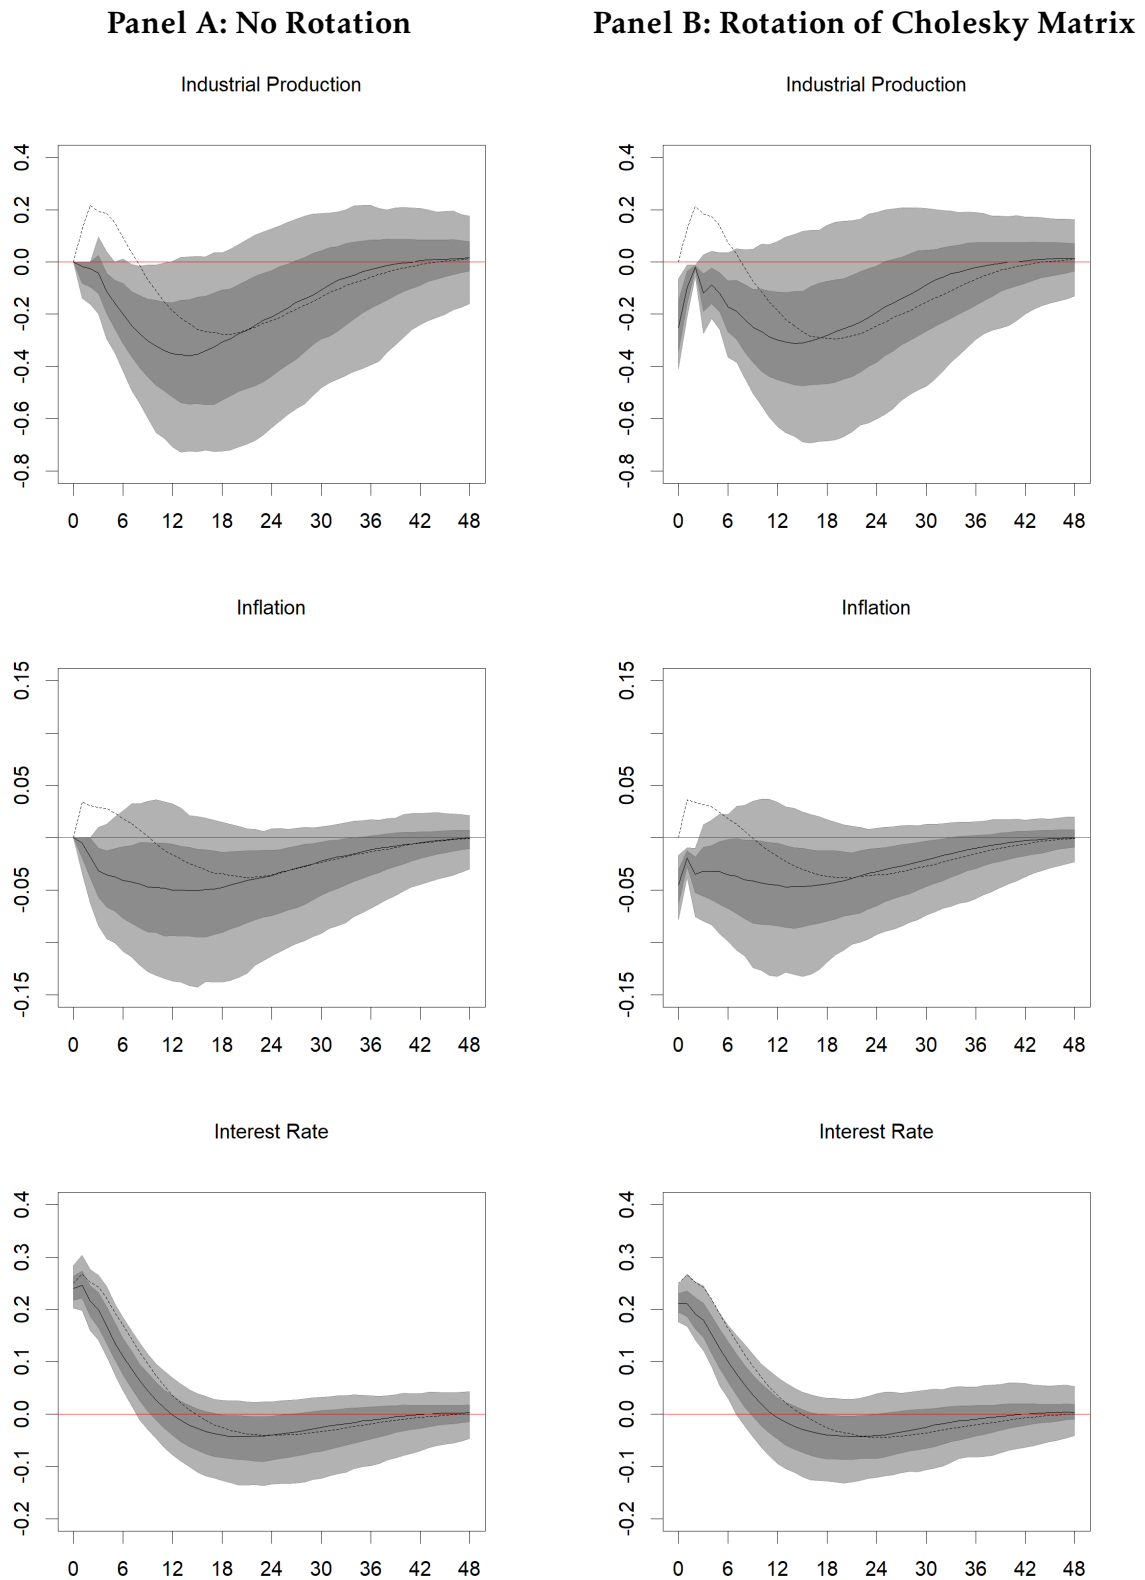 Panel A: No Rotation
Panel B: Rotation of Cholesky Matrix
Industrial Production
Industrial Production
0.4
0.2
0.0
-0.2
-0.4
-0.6
-0.8
0 6 12 18 24 30 36 42 48
0.4
0.2
0.0
-0.2
-0.4
-0.6
-0.8
0 6 12 18 24 30 36 42 48
Inflation
Inflation
0.15
0.05
-0.05
-0.15
0 6 12 18 24 30 36 42 48
0.15
0.05
-0.05
-0.15
0 6 12 18 24 30 36 42 48
Interest Rate
Interest Rate
0.4
0.3
0.2
0.1
0.0
-0.1
-0.2
0 6 12 18 24 30 36 42 48
0.4
0.3
0.2
0.1
0.0
-0.1
-0.2
0 6 12 18 24 30 36 42 48